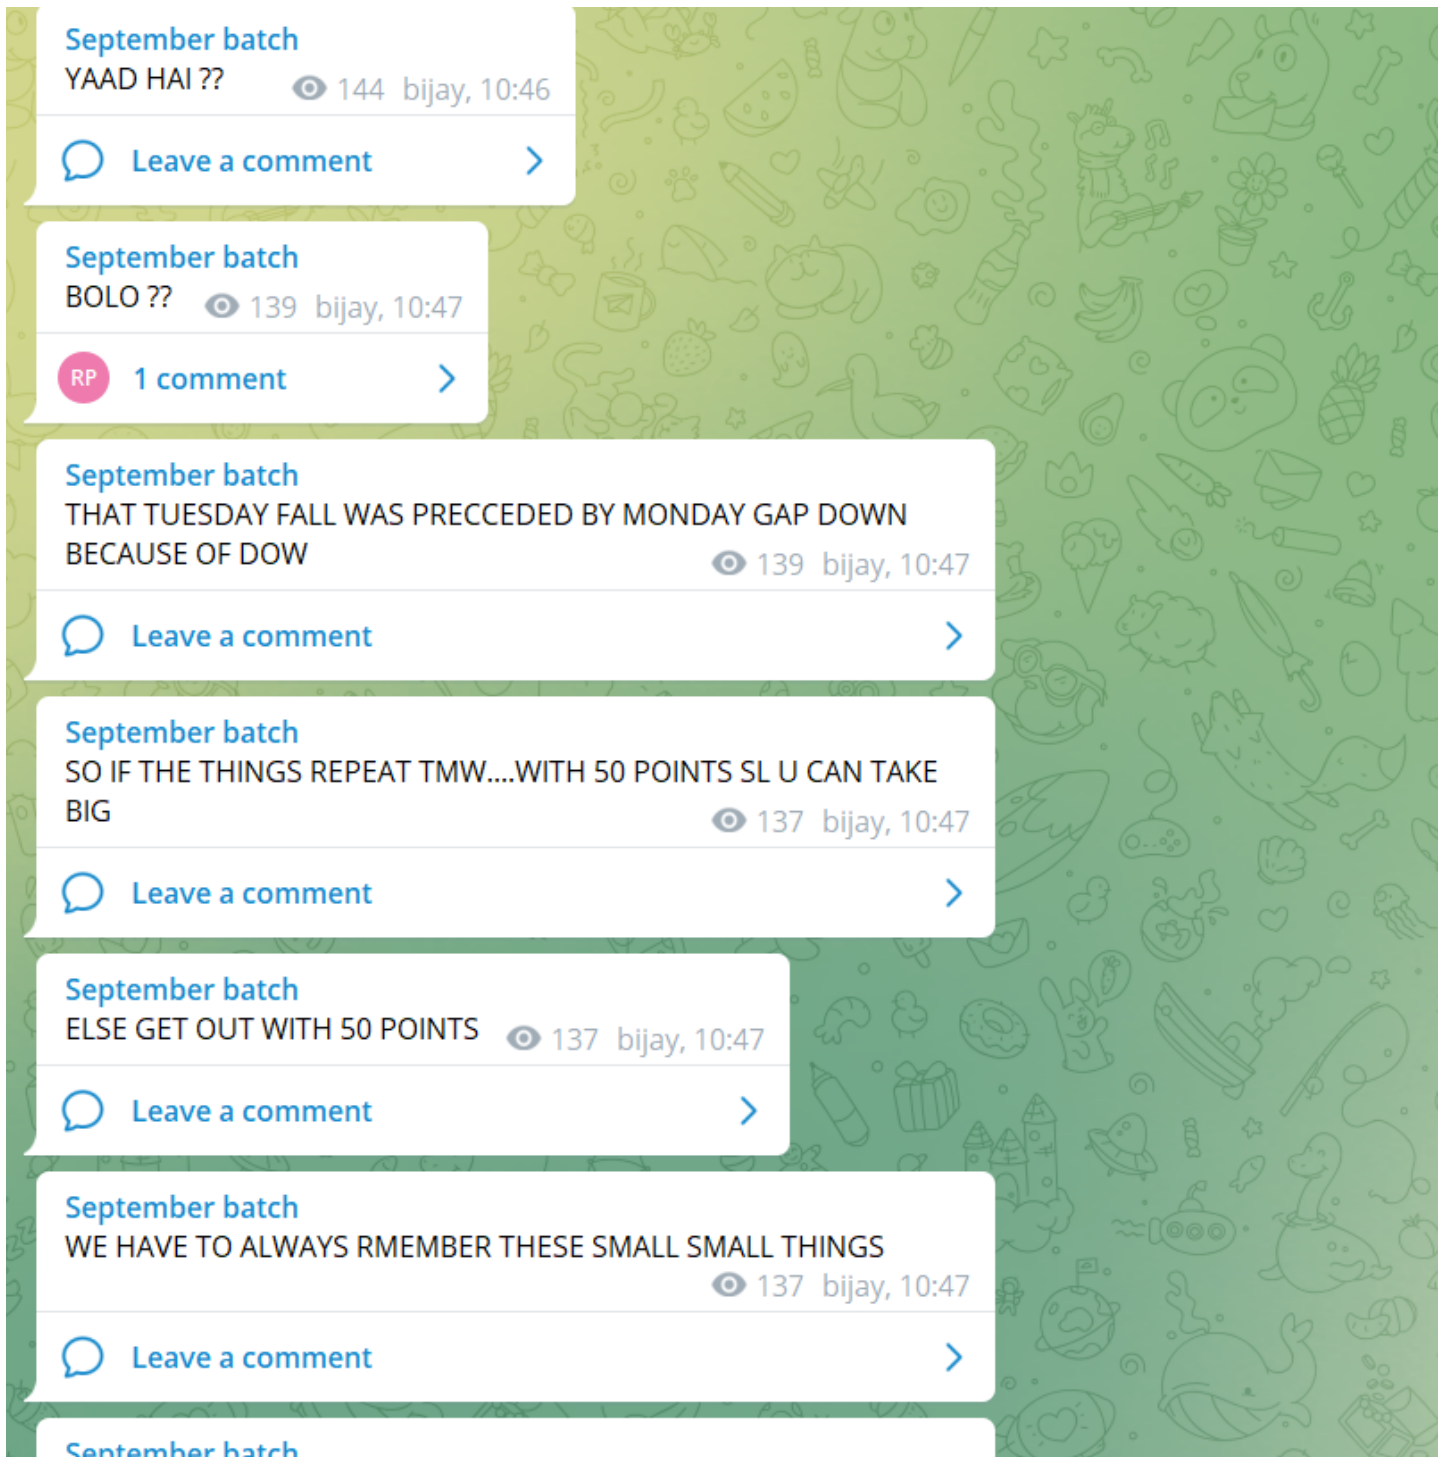 September batch
YAAD HAI ??
144 bijay, 10:46
Leave a comment
September batch
BOLO ??
139 bijay, 10:47
RP 1 comment
September batch
THAT TUESDAY FALL WAS PRECCEDED BY MONDAY GAP DOWN
BECAUSE OF DOW
139 bijay, 10:47
Leave a comment
September batch
SO IF THE THINGS REPEAT TMW....WITH 50 POINTS SL U CAN TAKE
BIG
137 bijay, 10:47
Leave a comment
September batch
ELSE GET OUT WITH 50 POINTS
137 bijay, 10:47
Leave a comment
September batch
WE HAVE TO ALWAYS RMEMBER THESE SMALL SMALL THINGS
137 bijay, 10:47
Leave a comment
September batch